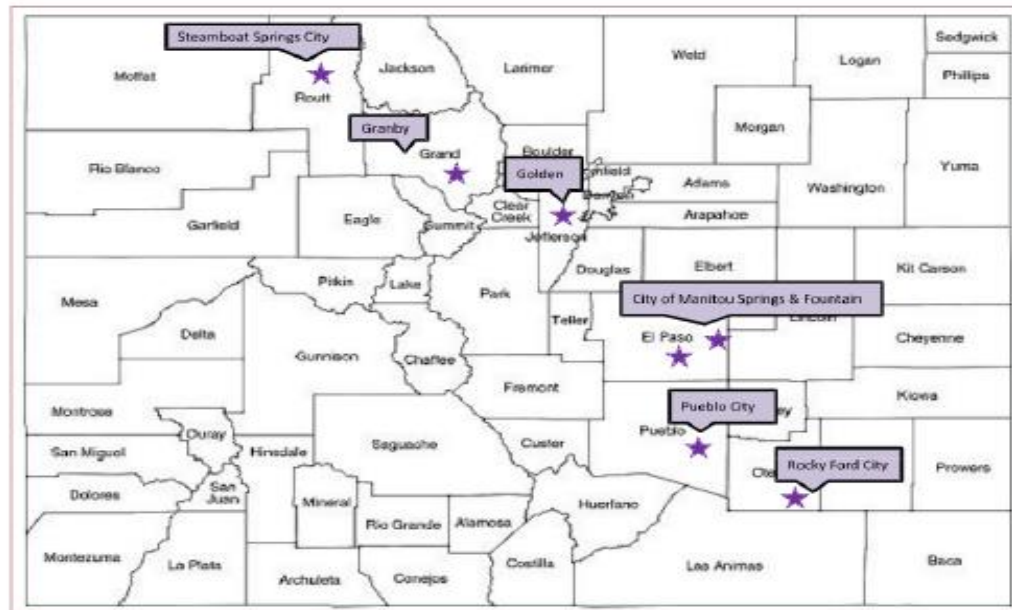 Steamboat Springs City
Moffat
Routt
Jackson
Larimer
Weld
Logan
Sedgwick
Phillips
Morgan
Granby
Grand
Rio Blanco
Boulder
Golden
Adams
Washington
Yuma
Garfield
Eagle
Summit
Clear
Creek
Jefferson
Arapahoe
Mesa
Pitkin
Lake
Park
Douglas
Elbert
Kit Carson
City of Manitou Springs & Fountain
Delta
Gunnison
Chaffee
Teller
El Paso
Cheyenne
Fremont
Kiowa
Montrose
Ouray
Pueblo City
Pueblo
San Miguel
Hinsdale
Saguache
Custer
Rocky Ford City
Prowers
Dolores
San
Juan
Mineral
Rio Grande
Alamosa
Huerfano
Montezuma
La Plata
Archuleta
Conejos
Costilla
Las Animas
Baca